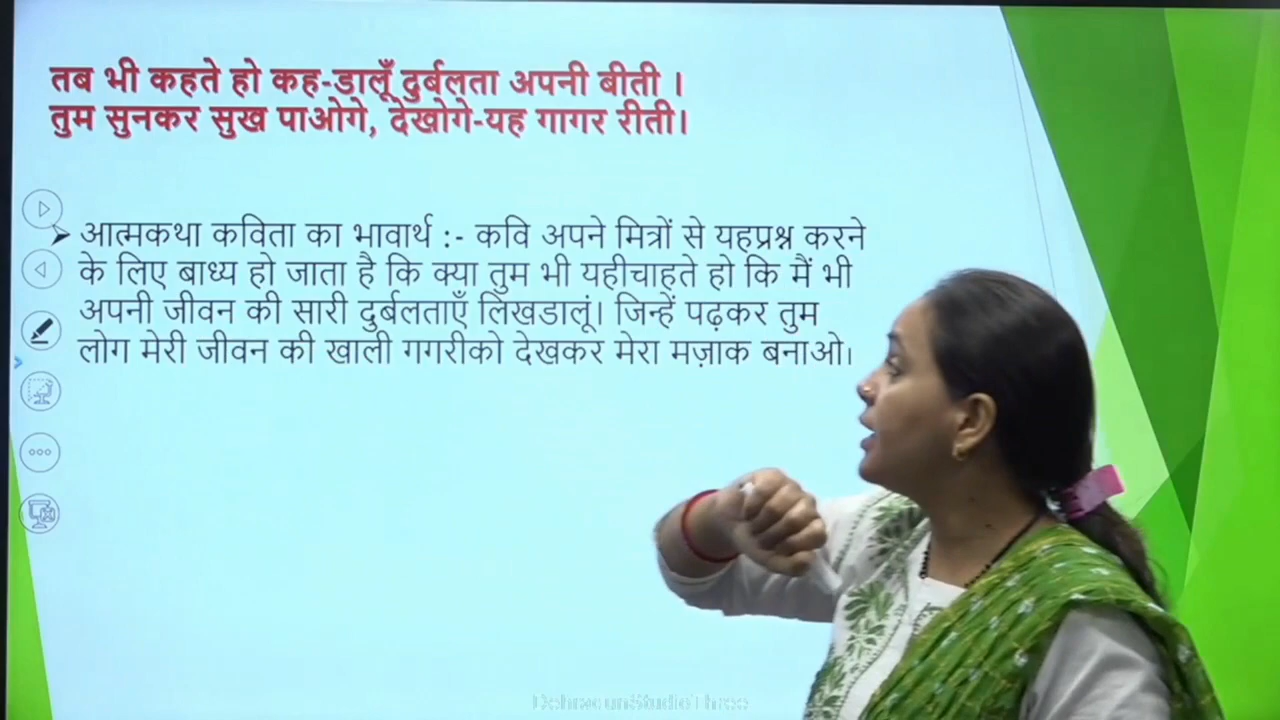 तब भी कहते हो कह-डालूँ दुर्बलता अपनी बीती ।
तुम सुनकर सुख पाओगे, देखोगे-यह गागर रीती।
आत्मकथा कविता का भावार्थ :- कवि अपने मित्रों से यहप्रश्न करने
के लिए बाध्य हो जाता है कि क्या तुम भी यहीचाहते हो कि मैं भी
अपनी जीवन की सारी दुर्बलताएँ लिखडालूं। जिन्हें पढ़कर तुम
लोग मेरी जीवन की खाली गगरीको देखकर मेरा मज़ाक बनाओ।